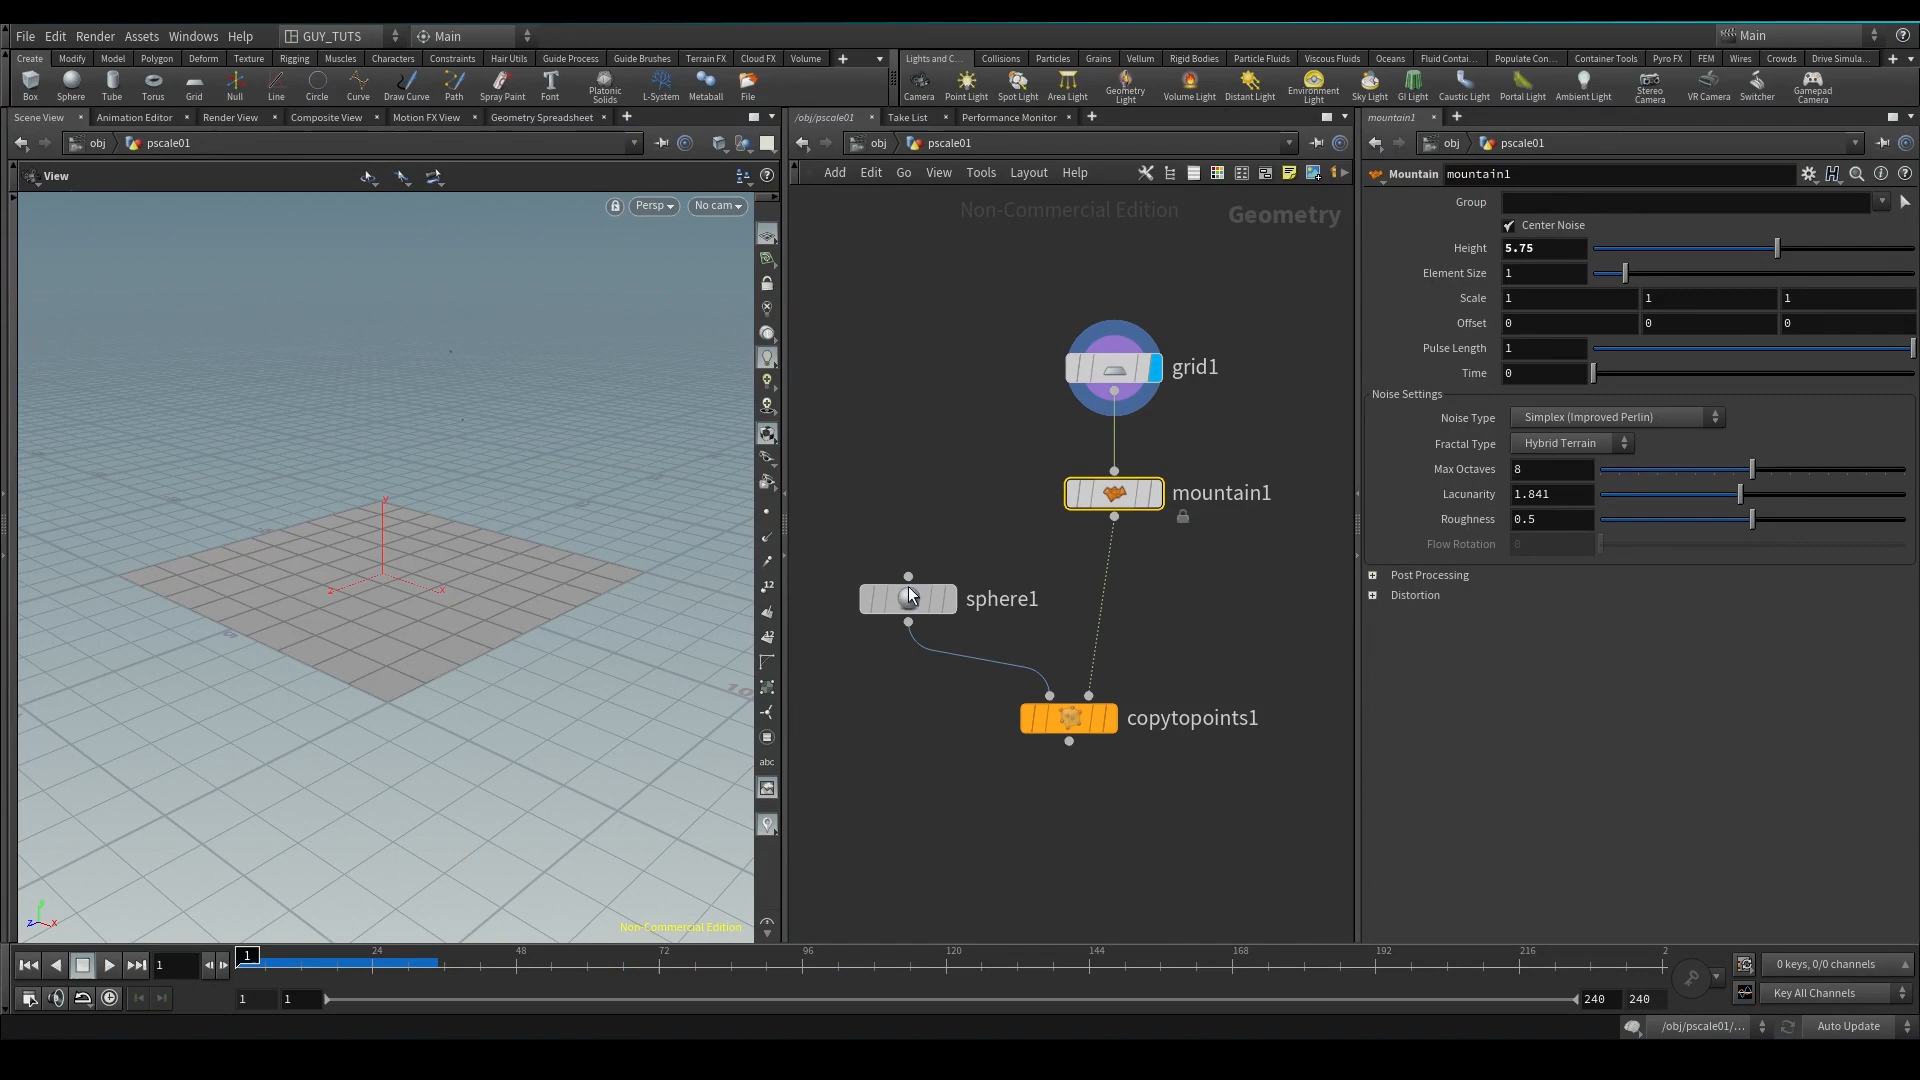 File Edit Render Assets Windows Help GUY_TUTS Main Main
Create Modify Model Polygon Deform Texture Rigging Muscles Characters Constraints Hair Utils Guide Process Guide Brushes Terrain FX Cloud FX Volume
Box Sphere Tube Torus Grid Null Line Circle Curve Draw Curve Path Spray Paint Font Platonic Solids L-System Metaball File
Lights and C... Collisions Particles Grains Vellum Rigid Bodies Particle Fluids Viscous Fluids Oceans Fluid Contai... Populate Con... Container Tools Pyro FX FEM Wires Crowds Drive Simula...
Camera Point Light Spot Light Area Light Geometry Light Volume Light Distant Light Environment Light Sky Light GI Light Caustic Light Portal Light Ambient Light Stereo Camera VR Camera Switcher Gamepad Camera
Scene View Animation Editor Render View Composite View Motion FX View Geometry Spreadsheet
obj pscale01
View
Persp No cam
10
y
z x
12
12
abc
z x
Non-Commercial Edition
/obj/pscale01 Take List Performance Monitor
obj pscale01
Add Edit Go View Tools Layout Help
Non-Commercial Edition Geometry
grid1
mountain1
sphere1
copytopoints1
mountain1
obj pscale01
Mountain mountain1
Group
Center Noise
Height 5.75
Element Size 1
Scale 1 1 1
Offset 0 0 0
Pulse Length 1
Time 0
Noise Settings
Noise Type Simplex (Improved Perlin)
Fractal Type Hybrid Terrain
Max Octaves 8
Lacunarity 1.841
Roughness 0.5
Flow Rotation 0
Post Processing
Distortion
1 1 24 48 72 96 120 144 168 192 216 2
0 keys, 0/0 channels
1 1 240 240
Key All Channels
/obj/pscale01/... Auto Update